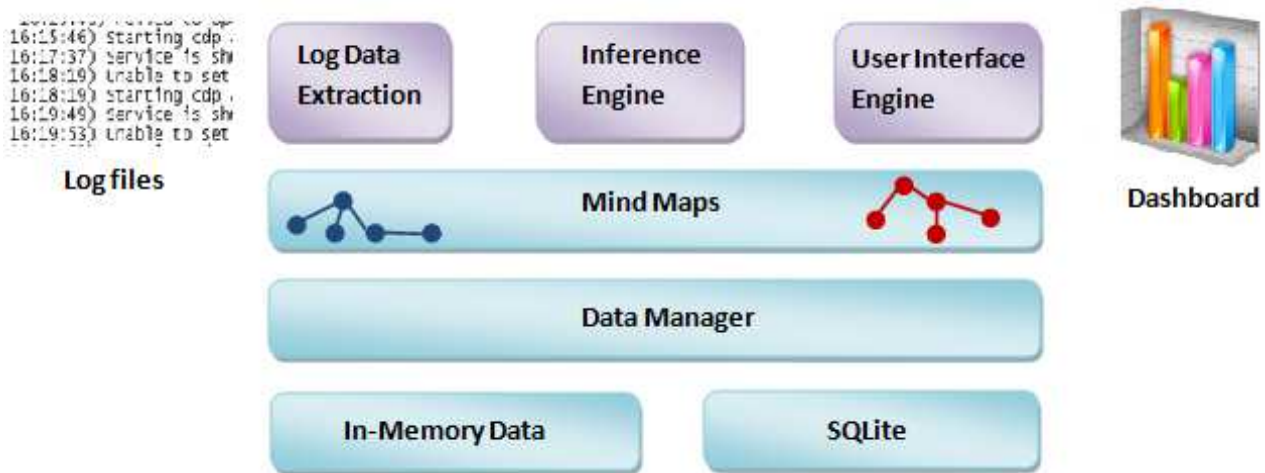 16:15:46) Starting cdp
16:17:37) Service is sh
16:18:19) Unable to set
16:18:19) Starting cdp
16:19:49) Service is sh
16:19:53) Unable to set
Log files
Log Data
Extraction
Inference
Engine
User Interface
Engine
Dashboard
Mind Maps
Data Manager
In-Memory Data
SQLite